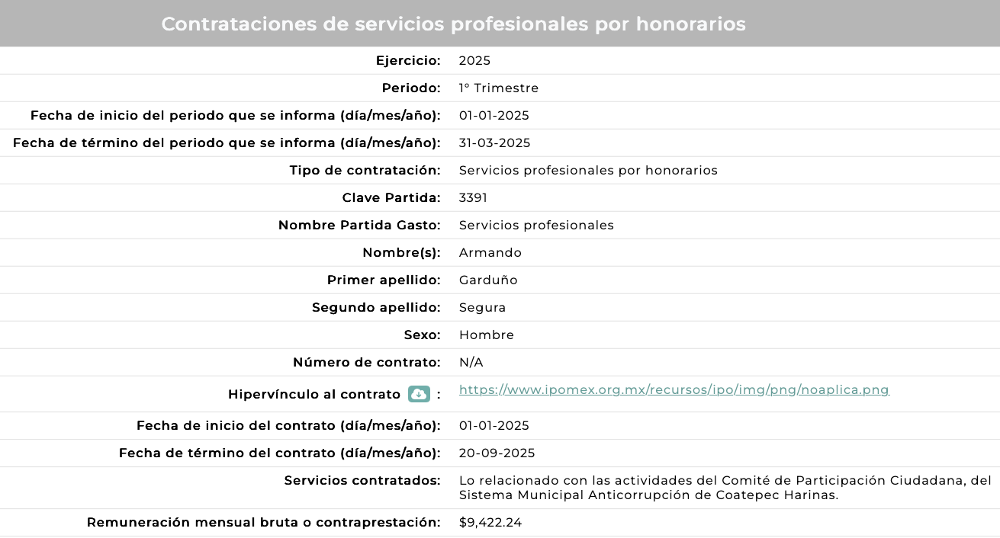 Contrataciones de servicios profesionales por honorarios
Ejercicio: 2025
Periodo: 1° Trimestre
Fecha de inicio del periodo que se informa (día/mes/año): 01-01-2025
Fecha de término del periodo que se informa (día/mes/año): 31-03-2025
Tipo de contratación: Servicios profesionales por honorarios
Clave Partida: 3391
Nombre Partida Gasto: Servicios profesionales
Nombre(s): Armando
Primer apellido: Garduño
Segundo apellido: Segura
Sexo: Hombre
Número de contrato: N/A
Hipervínculo al contrato : https://www.ipomex.org.mx/recursos/ipo/img/png/noaplica.png
Fecha de inicio del contrato (día/mes/año): 01-01-2025
Fecha de término del contrato (día/mes/año): 20-09-2025
Servicios contratados: Lo relacionado con las actividades del Comité de Participación Ciudadana, del
Sistema Municipal Anticorrupción de Coatepec Harinas.
Remuneración mensual bruta o contraprestación: $9,422.24